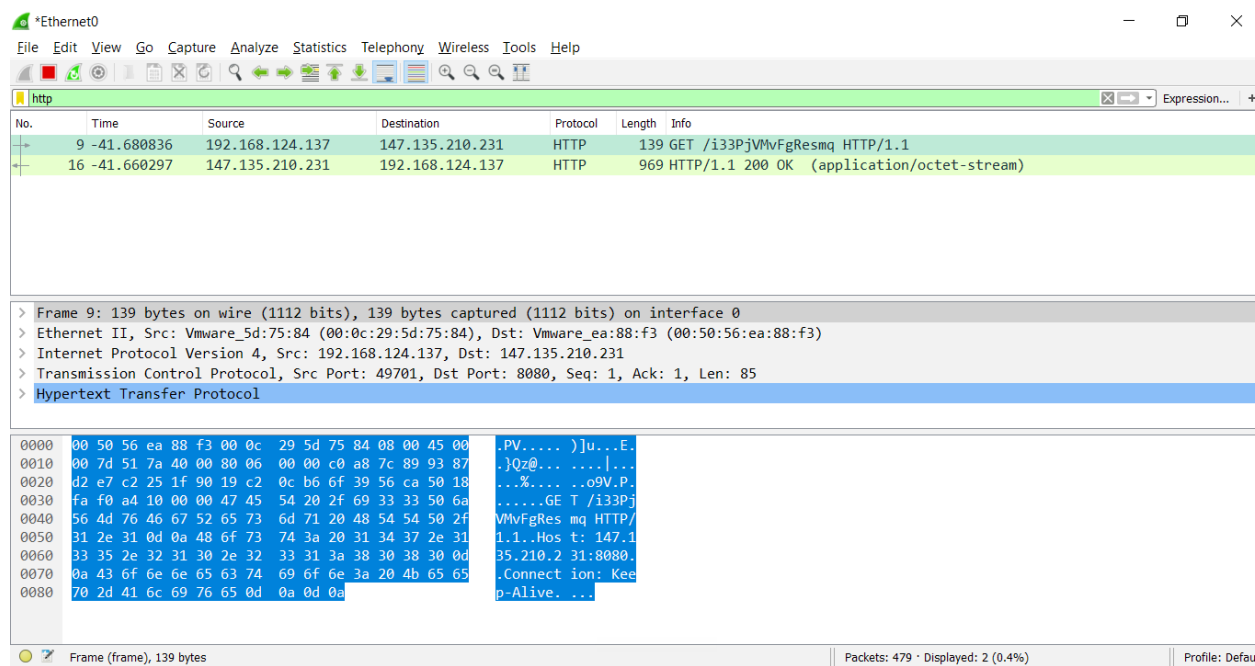 *Ethernet0
File Edit View Go Capture Analyze Statistics Telephony Wireless Tools Help
http Expression... +
No. Time Source Destination Protocol Length Info
9 -41.680836 192.168.124.137 147.135.210.231 HTTP 139 GET /i33PjVMvFgResmq HTTP/1.1
16 -41.660297 147.135.210.231 192.168.124.137 HTTP 969 HTTP/1.1 200 OK (application/octet-stream)
> Frame 9: 139 bytes on wire (1112 bits), 139 bytes captured (1112 bits) on interface 0
> Ethernet II, Src: Vmware_5d:75:84 (00:0c:29:5d:75:84), Dst: Vmware_ea:88:f3 (00:50:56:ea:88:f3)
> Internet Protocol Version 4, Src: 192.168.124.137, Dst: 147.135.210.231
> Transmission Control Protocol, Src Port: 49701, Dst Port: 8080, Seq: 1, Ack: 1, Len: 85
> Hypertext Transfer Protocol
0000 00 50 56 ea 88 f3 00 0c 29 5d 75 84 08 00 45 00 .PV..... )]u...E.
0010 00 7d 51 7a 40 00 80 06 00 00 c0 a8 7c 89 93 87 .}Qz@... ....|...
0020 d2 e7 c2 25 1f 90 19 c2 0c b6 6f 39 56 ca 50 18 ...%.... ..o9V.P.
0030 fa f0 a4 10 00 00 47 45 54 20 2f 69 33 33 50 6a ......GE T /i33Pj
0040 56 4d 76 46 67 52 65 73 6d 71 20 48 54 54 50 2f VMvFgRes mq HTTP/
0050 31 2e 31 0d 0a 48 6f 73 74 3a 20 31 34 37 2e 31 1.1..Hos t: 147.1
0060 33 35 2e 32 31 30 2e 32 33 31 3a 38 30 38 30 0d 35.210.2 31:8080.
0070 0a 43 6f 6e 6e 65 63 74 69 6f 6e 3a 20 4b 65 65 .Connect ion: Kee
0080 70 2d 41 6c 69 76 65 0d 0a 0d 0a p-Alive. ...
Frame (frame), 139 bytes Packets: 479 · Displayed: 2 (0.4%) Profile: Defau